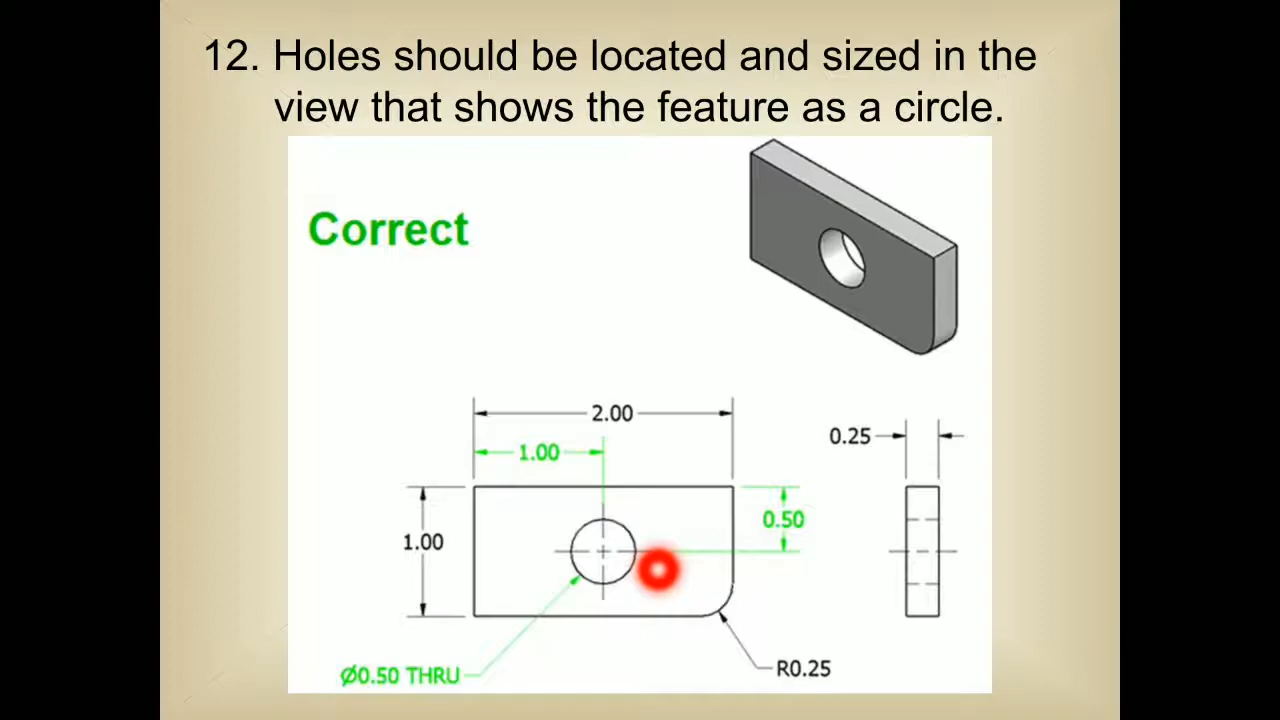 12. Holes should be located and sized in the
view that shows the feature as a circle.
Correct
2.00
1.00
0.25
0.50
1.00
Ø0.50 THRU
R0.25